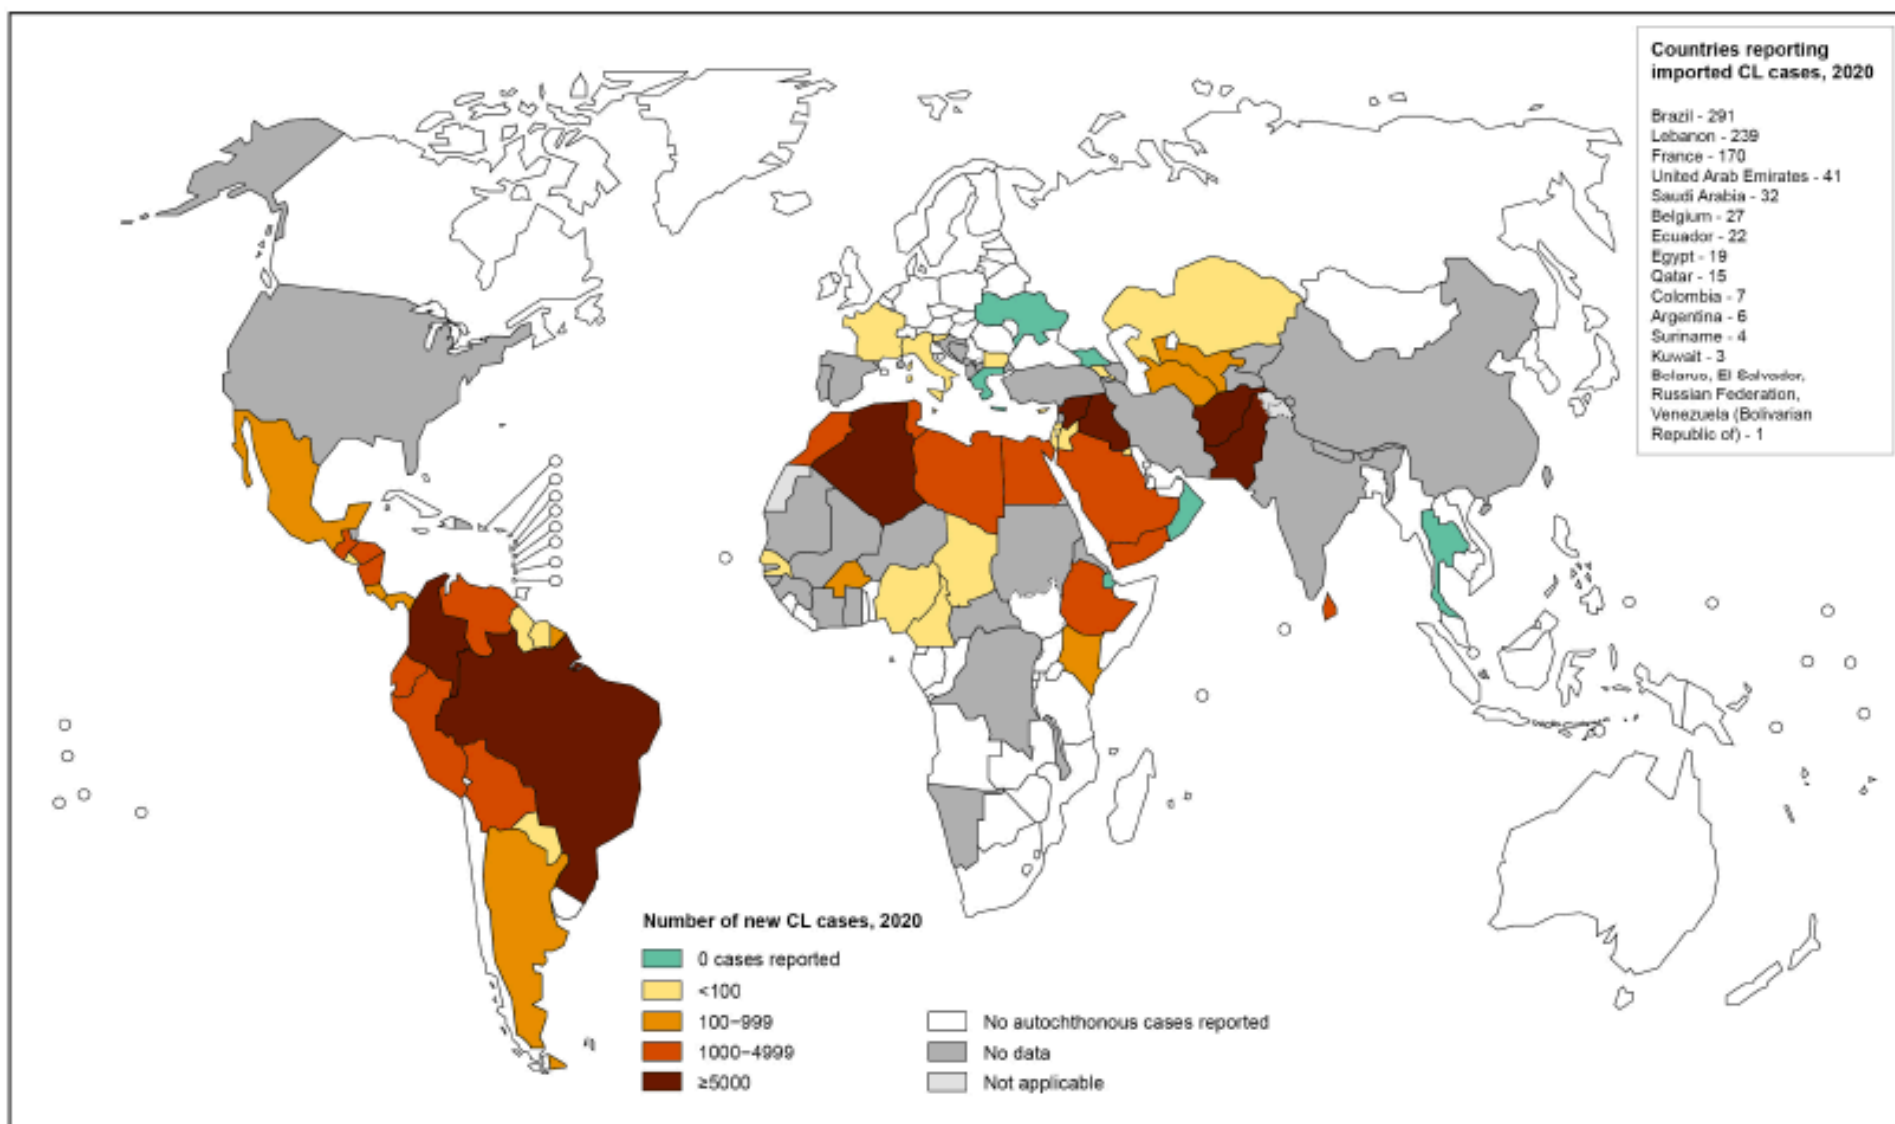 Countries reporting
imported CL cases, 2020
Brazil - 291
Lebanon - 239
France - 170
United Arab Emirates - 41
Saudi Arabia - 32
Belgium - 27
Ecuador - 22
Egypt - 19
Qatar - 15
Colombia - 7
Argentina - 6
Suriname - 4
Kuwait - 3
Belarus, El Salvador,
Russian Federation,
Venezuela (Bolivarian
Republic of) - 1
Number of new CL cases, 2020
0 cases reported
<100
100–999
1000–4999
≥5000
No autochthonous cases reported
No data
Not applicable